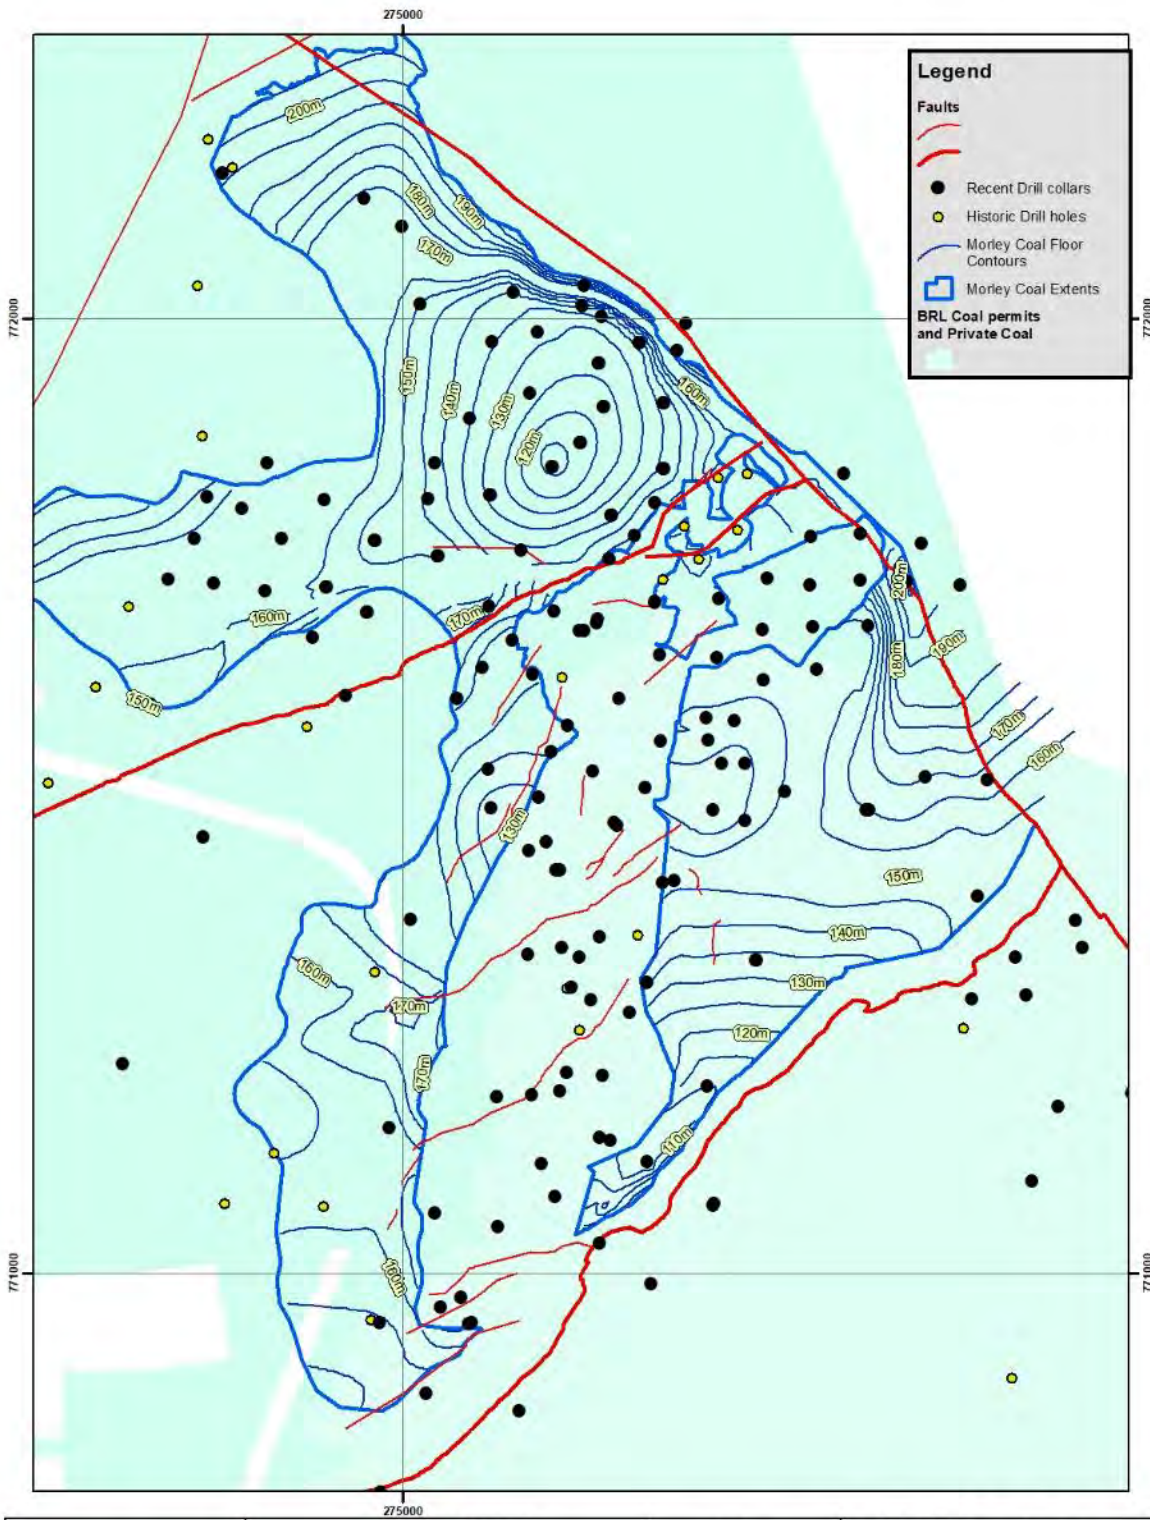 275000
Legend
Faults
Recent Drill collars
Historic Drill holes
Morley Coal Floor
Contours
Morley Coal Extents
BRL Coal permits
and Private Coal
200m
180m
190m
170m
772000
772000
150m
140m
130m
120m
160m
200m
160m
170m
190m
180m
150m
170m
160m
130m
150m
140m
160m
170m
130m
120m
170m
110m
771000
771000
160m
275000